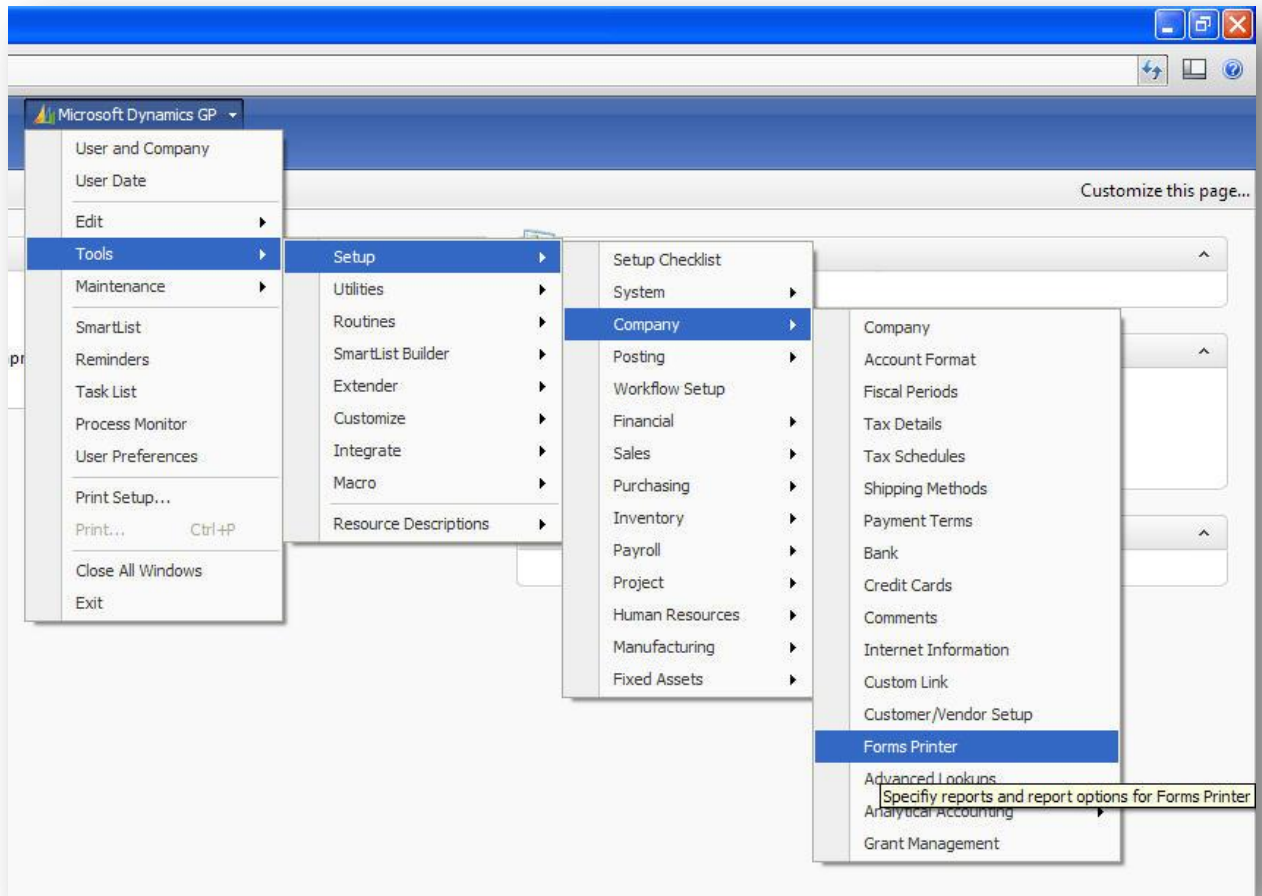 Microsoft Dynamics GP
Customize this page...
User and Company
User Date
Edit
Tools
Maintenance
SmartList
Reminders
Task List
Process Monitor
User Preferences
Print Setup...
Print... Ctrl+P
Close All Windows
Exit
Setup
Utilities
Routines
SmartList Builder
Extender
Customize
Integrate
Macro
Resource Descriptions
Setup Checklist
System
Company
Posting
Workflow Setup
Financial
Sales
Purchasing
Inventory
Payroll
Project
Human Resources
Manufacturing
Fixed Assets
Company
Account Format
Fiscal Periods
Tax Details
Tax Schedules
Shipping Methods
Payment Terms
Bank
Credit Cards
Comments
Internet Information
Custom Link
Customer/Vendor Setup
Forms Printer
Advanced Lookups
Specifiy reports and report options for Forms Printer
Analytical Accounting
Grant Management